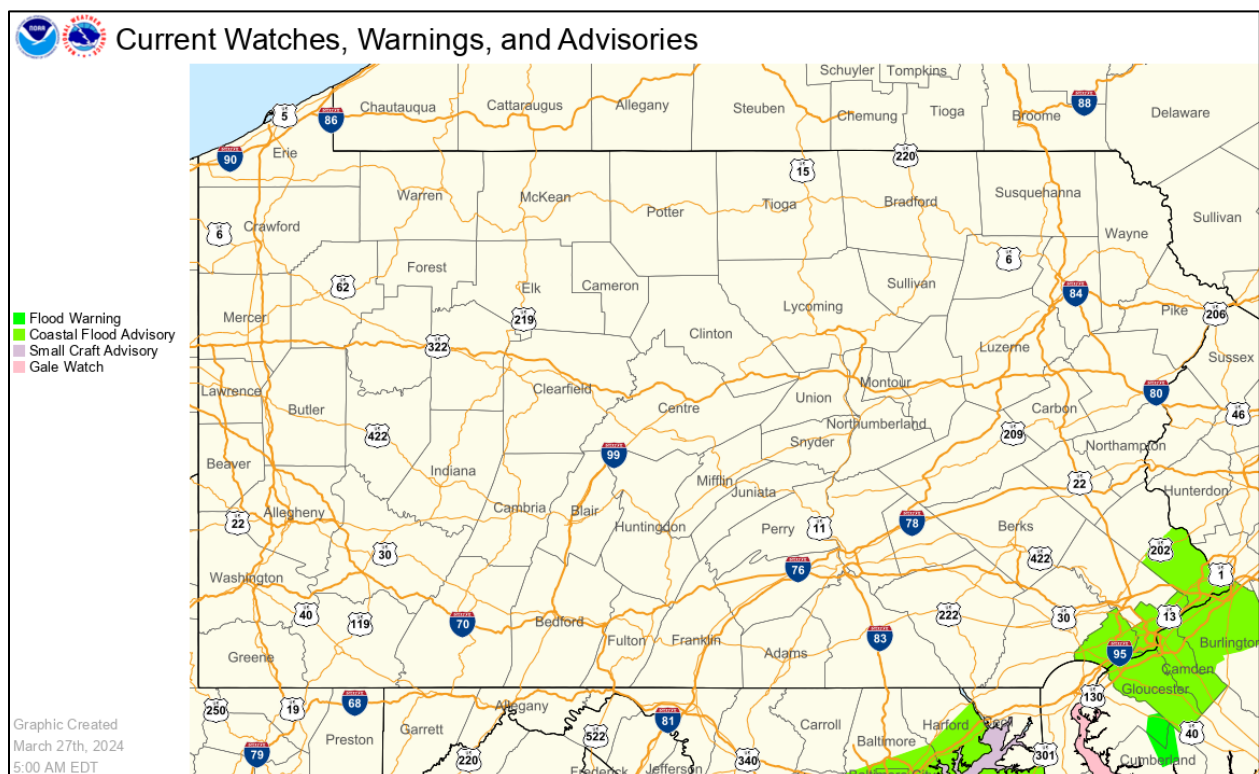 Current Watches, Warnings, and Advisories
Schuyler Tompkins
Chautauqua Cattaraugus Allegany Steuben Chemung Tioga Broome 88 Delaware
5 86
Erie 90
15 220
Warren McKean Potter Tioga Bradford Susquehanna
Crawford 6 Sullivan
Wayne
Forest 62 Elk Cameron Sullivan 6
84
Flood Warning
Coastal Flood Advisory
Small Craft Advisory
Gale Watch
Mercer 219 Lycoming Pike 206
322 Clinton Luzerne Sussex
Lawrence Clearfield Montour 80
Butler Centre Union Carbon 46
422 Northumberland 209
Snyder Northampton
Beaver Indiana 99 Mifflin 22
Juniata Hunterdon
Allegheny Cambria Blair
22 Huntingdon Perry 11 78 Berks
30 202
76 422 1
Washington
40 119 70 Bedford 222 30 13
Fulton Franklin 83 Burlington
Greene Adams 95
Camden
Gloucester
250 19 68 Allegany 81 130
Garrett Carroll Harford
Preston 522 Baltimore 40
79 220 340 301 Cumberland
Frederick Jefferson
Graphic Created
March 27th, 2024
5:00 AM EDT